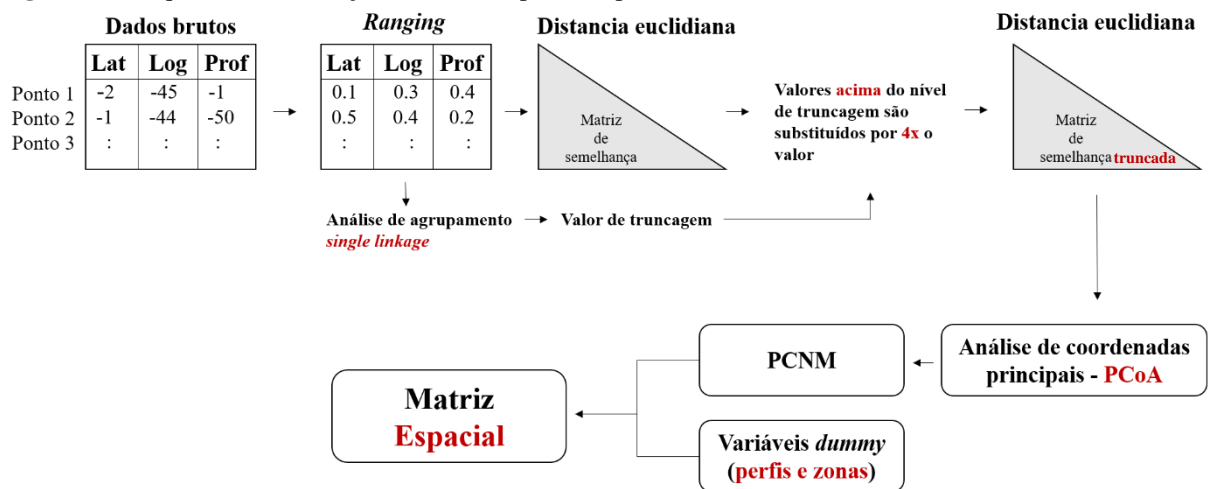 Dados brutos
Lat Log Prof
Ponto 1 -2 -45 -1
Ponto 2 -1 -44 -50
Ponto 3 : : :
Ranging
Lat Log Prof
0.1 0.3 0.4
0.5 0.4 0.2
: : :
Distancia euclidiana
Matriz
de
semelhança
Valores acima do nível
de truncagem são
substituídos por 4x o
valor
Distancia euclidiana
Matriz
de
semelhança truncada
Análise de agrupamento
single linkage
Valor de truncagem
Análise de coordenadas
principais - PCoA
PCNM
Variáveis dummy
(perfis e zonas)
Matriz
Espacial